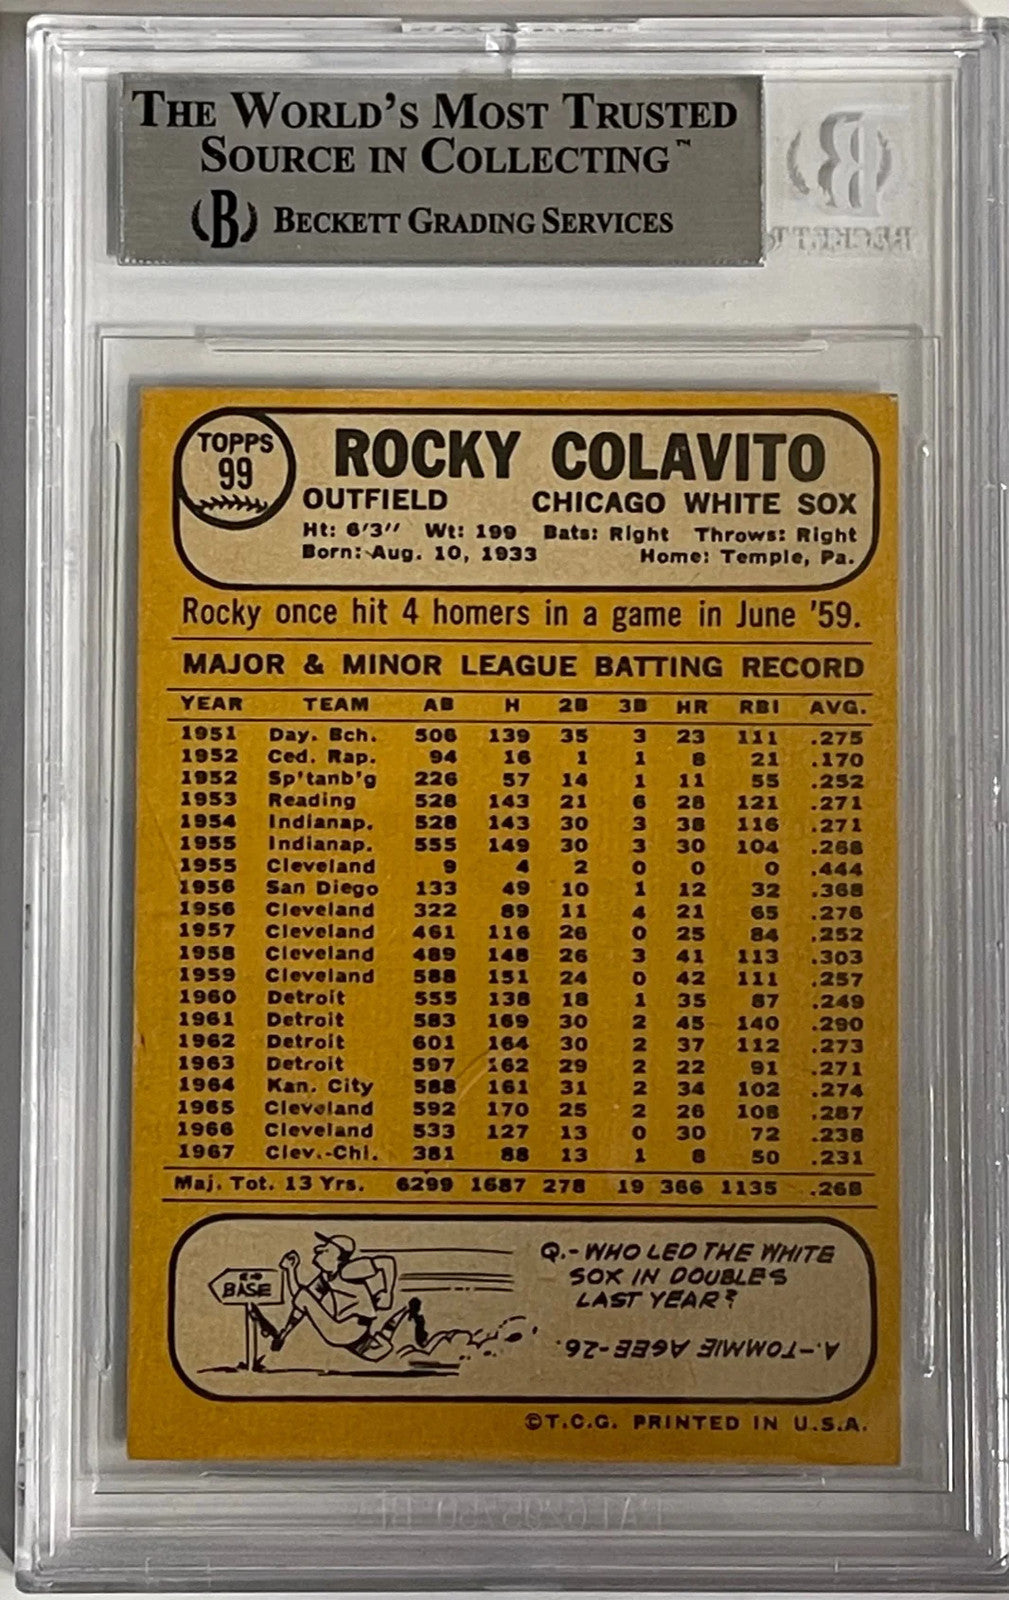 THE WORLD'S MOST TRUSTED
SOURCE IN COLLECTING™
B BECKETT GRADING SERVICES
B
BECKETT
TOPPS
99
ROCKY COLAVITO
OUTFIELD CHICAGO WHITE SOX
Ht: 6'3" Wt: 199 Bats: Right Throws: Right
Born: Aug. 10, 1933 Home: Temple, Pa.
Rocky once hit 4 homers in a game in June '59.
MAJOR & MINOR LEAGUE BATTING RECORD
YEAR TEAM AB H 2B 3B HR RBI AVG.
1951 Day. Bch. 506 139 35 3 23 111 .275
1952 Ced. Rap. 94 16 1 1 8 21 .170
1952 Sp'tanb'g 226 57 14 1 11 55 .252
1953 Reading 528 143 21 6 28 121 .271
1954 Indianap. 528 143 30 3 38 116 .271
1955 Indianap. 555 149 30 3 30 104 .268
1955 Cleveland 9 4 2 0 0 0 .444
1956 San Diego 133 49 10 1 12 32 .368
1956 Cleveland 322 89 11 4 21 65 .276
1957 Cleveland 461 116 26 0 25 84 .252
1958 Cleveland 489 148 26 3 41 113 .303
1959 Cleveland 588 151 24 0 42 111 .257
1960 Detroit 555 138 18 1 35 87 .249
1961 Detroit 583 169 30 2 45 140 .290
1962 Detroit 601 164 30 2 37 112 .273
1963 Detroit 597 162 29 2 22 91 .271
1964 Kan. City 588 161 31 2 34 102 .274
1965 Cleveland 592 170 25 2 26 108 .287
1966 Cleveland 533 127 13 0 30 72 .238
1967 Clev.-Chi. 381 88 13 1 8 50 .231
Maj. Tot. 13 Yrs. 6299 1687 278 19 366 1135 .268
BASE
Q.- WHO LED THE WHITE
SOX IN DOUBLES
LAST YEAR?
A.-TOMMIE AGEE-26.
©T.C.G. PRINTED IN U.S.A.